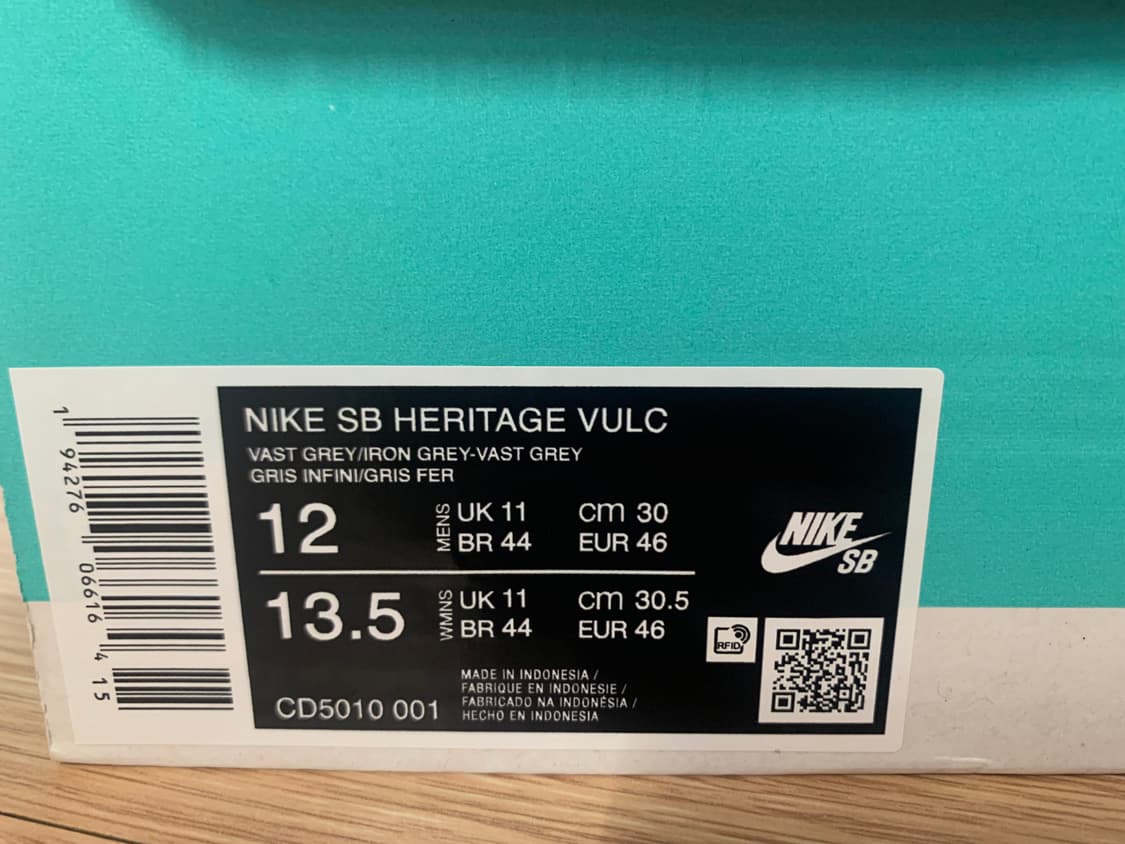 NIKE SB HERITAGE VULC
VAST GREY/IRON GREY-VAST GREY
GRIS INFINI/GRIS FER
12
MENS
UK 11 cm 30
BR 44 EUR 46
13.5
WMNS
UK 11 cm 30.5
BR 44 EUR 46
CD5010 001
MADE IN INDONESIA /
FABRIQUE EN INDONESIE /
FABRICADO NA INDONÉSIA /
HECHO EN INDONESIA
NIKE
SB
RFID
1 94276 06616 4 15